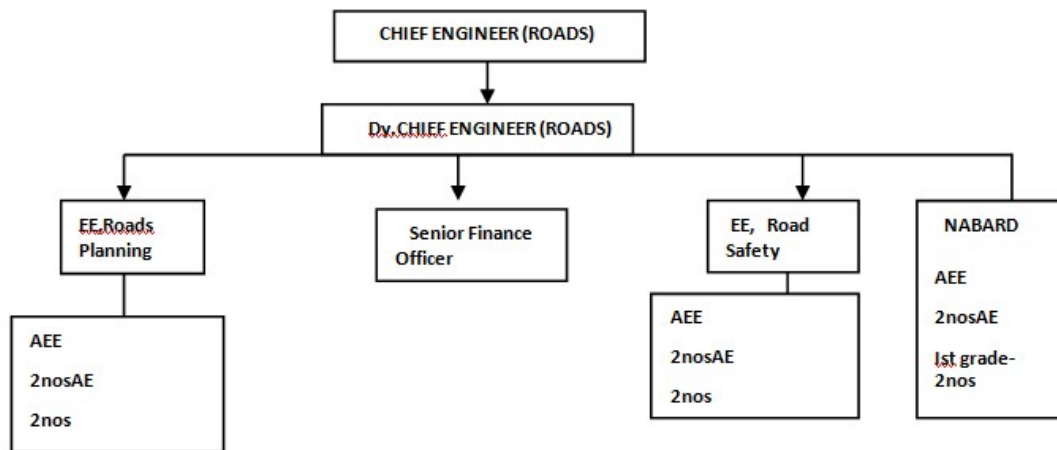 CHIEF ENGINEER (ROADS)
Dy.CHIEF ENGINEER (ROADS)
EE,Roads
Planning
Senior Finance
Officer
EE, Road
Safety
NABARD
AEE
2nosAE
Ist grade-
2nos
AEE
2nosAE
2nos
AEE
2nosAE
2nos